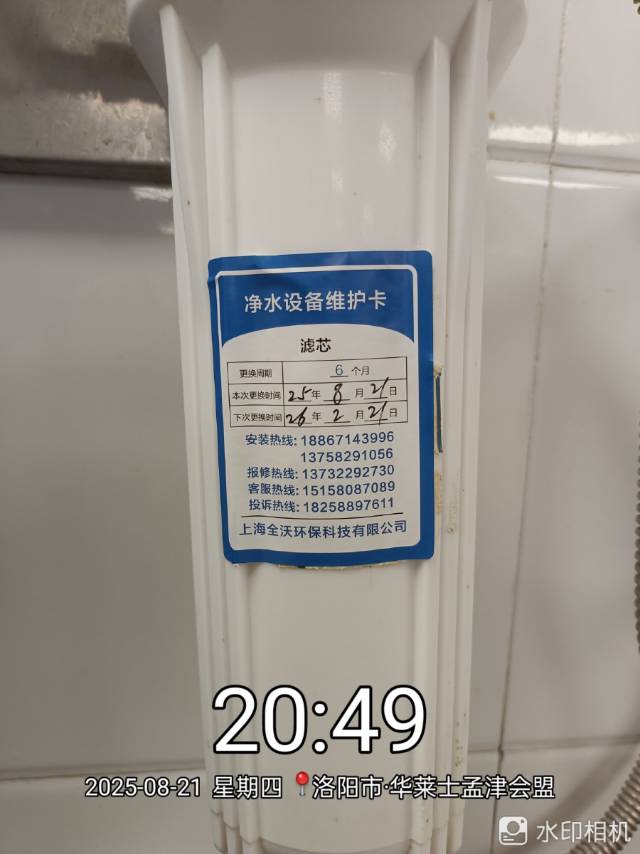 净水设备维护卡
滤芯
更换周期 6 个月
本次更换时间 25 年 8 月 21 日
下次更换时间 26 年 2 月 21 日
安装热线: 18867143996
13758291056
报修热线: 13732292730
客服热线: 15158087089
投诉热线: 18258897611
上海全沃环保科技有限公司
20:49
2025-08-21 星期四 洛阳市·华莱士孟津会盟
水印相机